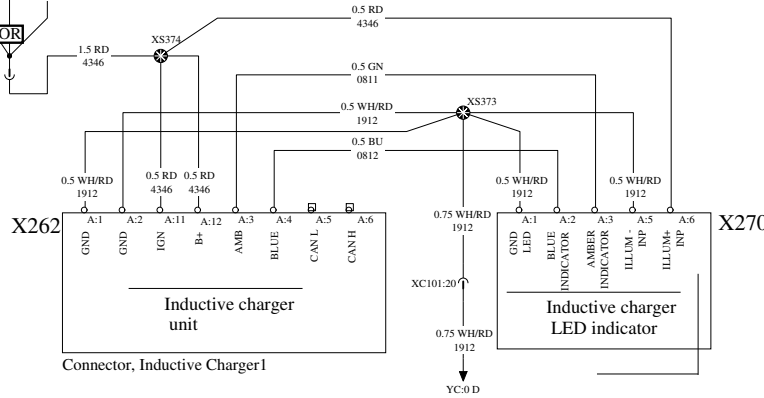 0.5 RD
4346
OR
XS374
1.5 RD
4346
0.5 GN
0811
0.5 WH/RD
1912
XS373
0.5 BU
0812
0.5 WH/RD
1912
0.5 RD
4346
0.5 RD
4346
0.5 WH/RD
1912
0.5 WH/RD
1912
0.75 WH/RD
1912
X262
A:1
A:2
A:11
A:12
A:3
A:4
A:5
A:6
GND
GND
IGN
B+
AMB
BLUE
CAN L
CAN H
Inductive charger
unit
Connector, Inductive Charger1
X270
A:1
A:2
A:3
A:5
A:6
GND
LED
BLUE
INDICATOR
AMBER
INDICATOR
ILLUM -
INP
ILLUM+
INP
Inductive charger
LED indicator
XC101:20
0.75 WH/RD
1912
YC:0 D